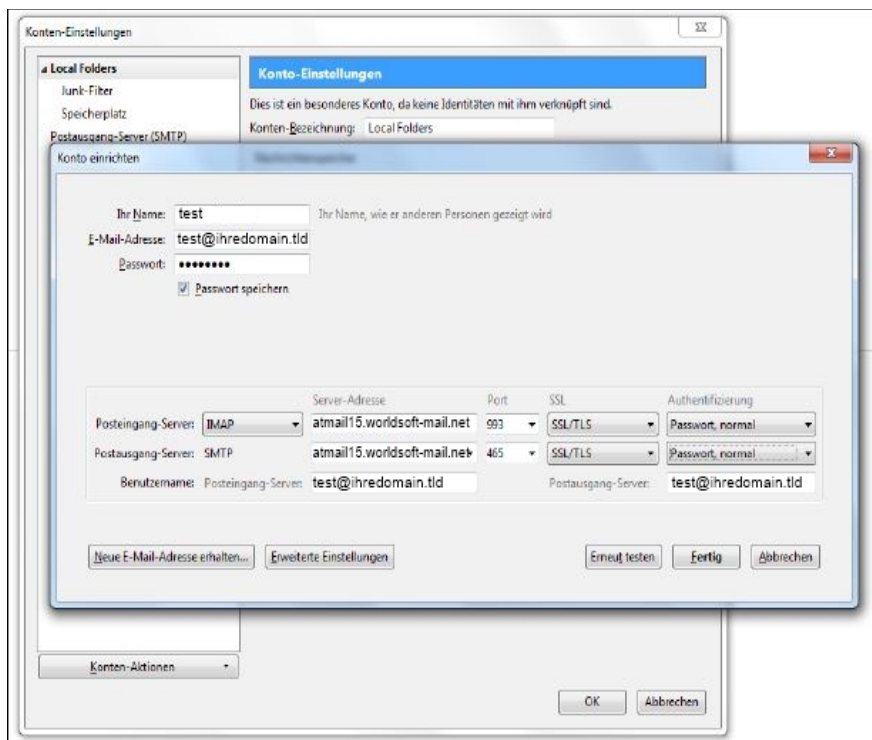 Konten-Einstellungen
Local Folders
Junk-Filter
Speicherplatz
Postausgang-Server (SMTP)
Konto-Einstellungen
Dies ist ein besonderes Konto, da keine Identitäten mit ihm verknüpft sind.
Konten-Bezeichnung: Local Folders
Konto einrichten
Ihr Name: test Ihr Name, wie er anderen Personen gezeigt wird
E-Mail-Adresse: test@ihredomain.tld
Passwort: ••••••••
Passwort speichern
Server-Adresse Port SSL Authentifizierung
Posteingang-Server: IMAP atmail15.worldsoft-mail.net 993 SSL/TLS Passwort, normal
Postausgang-Server: SMTP atmail15.worldsoft-mail.net 465 SSL/TLS Passwort, normal
Benutzername: Posteingang-Server: test@ihredomain.tld Postausgang-Server: test@ihredomain.tld
Neue E-Mail-Adresse erhalten... Erweiterte Einstellungen Erneut testen Fertig Abbrechen
Konten-Aktionen
OK Abbrechen